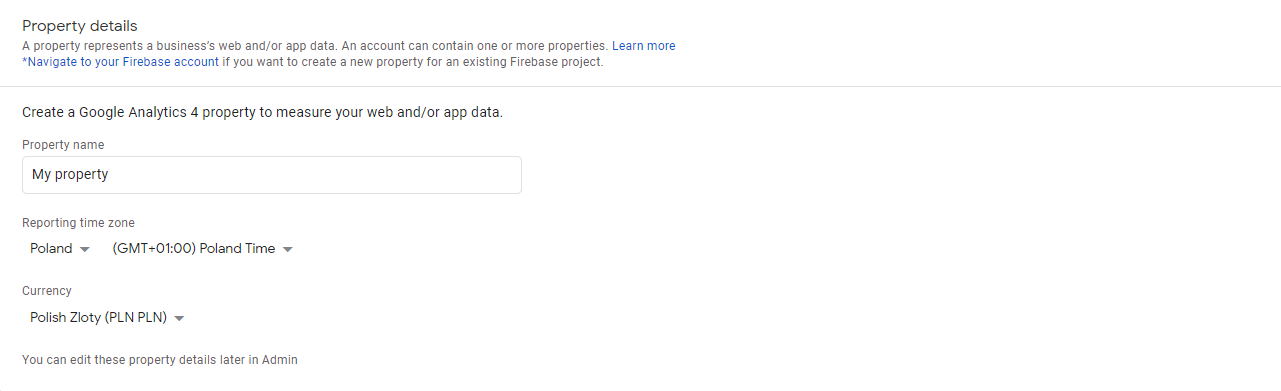 Property details
A property represents a business's web and/or app data. An account can contain one or more properties. Learn more
*Navigate to your Firebase account if you want to create a new property for an existing Firebase project.
Create a Google Analytics 4 property to measure your web and/or app data.
Property name
My property
Reporting time zone
Poland (GMT+01:00) Poland Time
Currency
Polish Zloty (PLN PLN)
You can edit these property details later in Admin